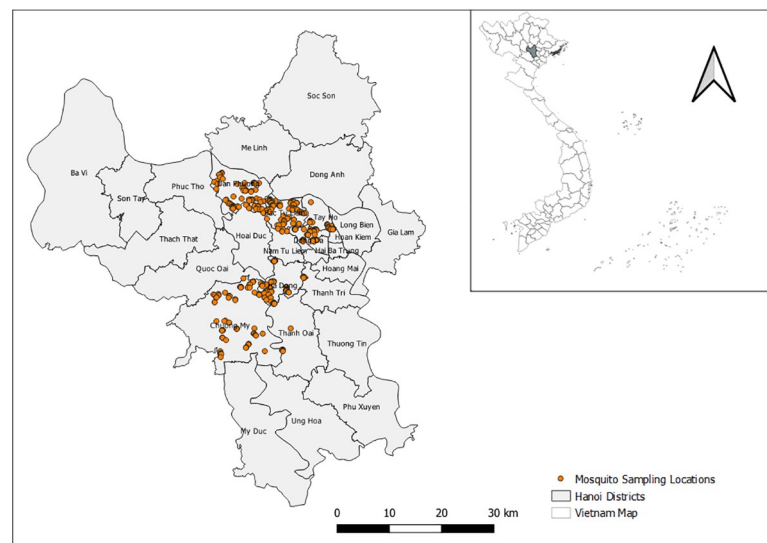 Soc Son
Me Linh
Ba Vi
Dong Anh
Phuc Tho
Son Tay
Tay Ho
Long Bien
Gia Lam
Hoai Duc
Hoan Kiem
Thach That
Nam Tu Liem
Hai Ba Trung
Quoc Oai
Hoang Mai
Dong
Thanh Tri
Chuong My
Thanh Oai
Thuong Tin
Phu Xuyen
Ung Hoa
My Duc
Mosquito Sampling Locations
Hanoi Districts
Vietnam Map
0 10 20 30 km